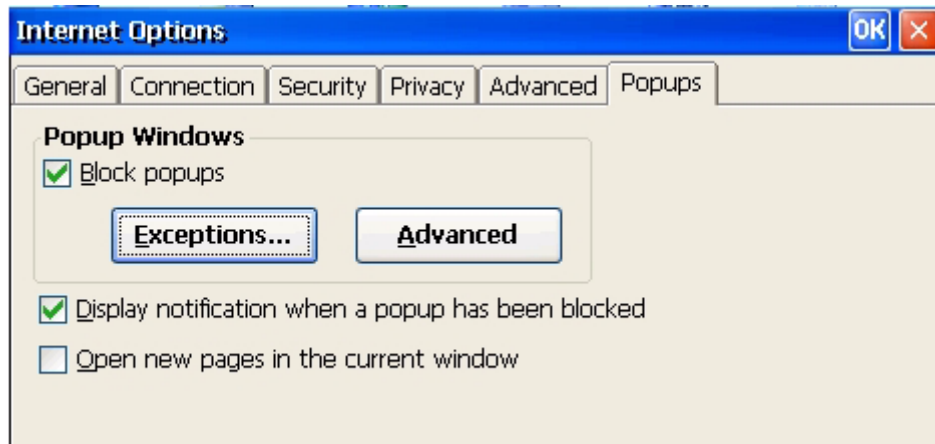 Internet Options OK
General Connection Security Privacy Advanced Popups
Popup Windows
Block popups
Exceptions... Advanced
Display notification when a popup has been blocked
Open new pages in the current window